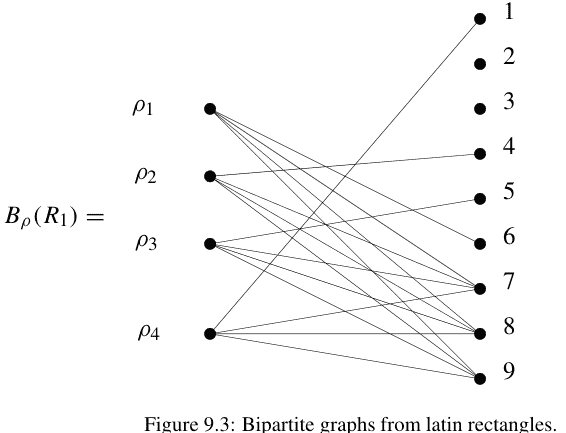 1
2
3
ρ1
4
ρ2
5
Bρ(R1) =
ρ3
6
7
ρ4
8
9
Figure 9.3: Bipartite graphs from latin rectangles.